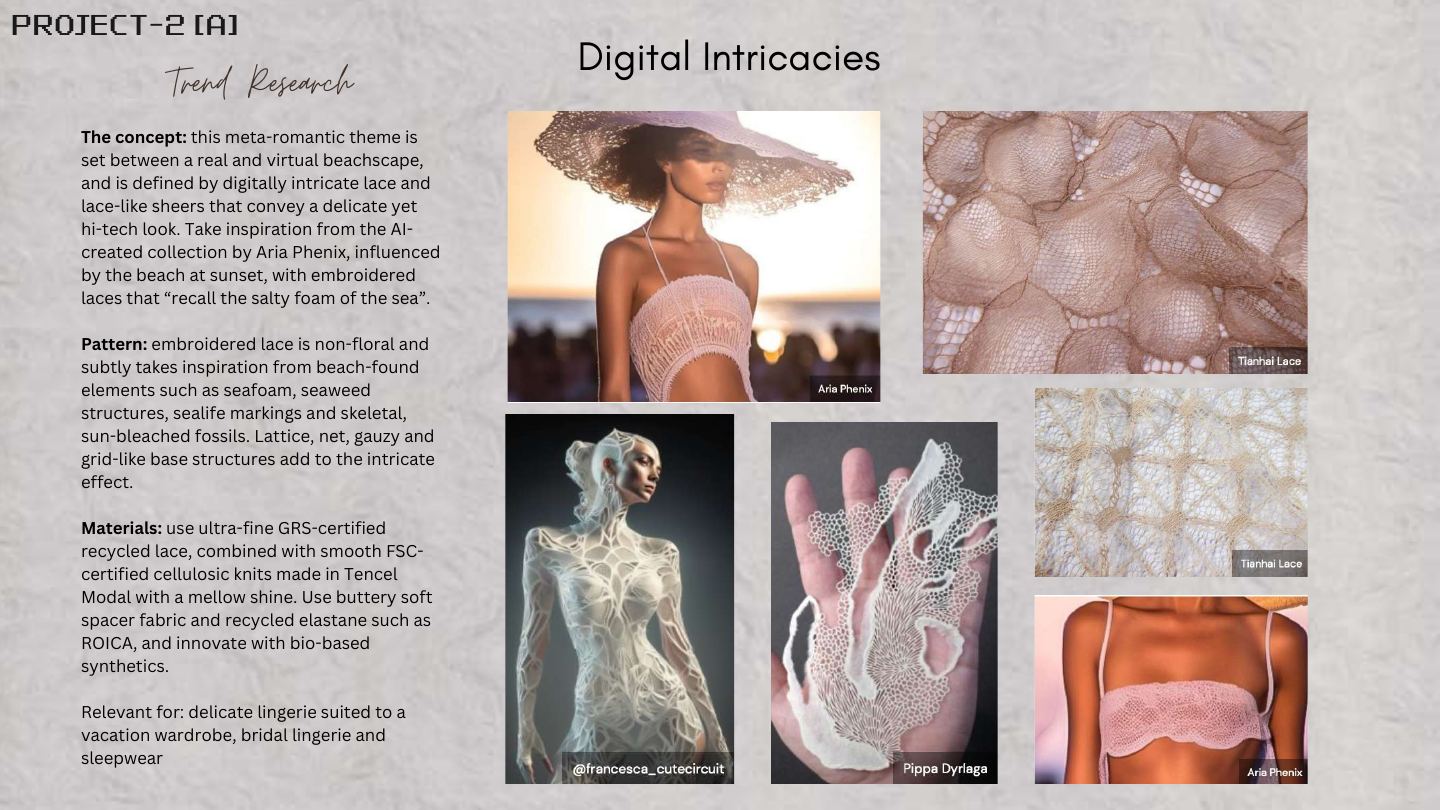 PROJECT-2 [A]
Trend Research
Digital Intricacies
The concept: this meta-romantic theme is
set between a real and virtual beachscape,
and is defined by digitally intricate lace and
lace-like sheers that convey a delicate yet
hi-tech look. Take inspiration from the AI-
created collection by Aria Phenix, influenced
by the beach at sunset, with embroidered
laces that “recall the salty foam of the sea”.
Pattern: embroidered lace is non-floral and
subtly takes inspiration from beach-found
elements such as seafoam, seaweed
structures, sealife markings and skeletal,
sun-bleached fossils. Lattice, net, gauzy and
grid-like base structures add to the intricate
effect.
Materials: use ultra-fine GRS-certified
recycled lace, combined with smooth FSC-
certified cellulosic knits made in Tencel
Modal with a mellow shine. Use buttery soft
spacer fabric and recycled elastane such as
ROICA, and innovate with bio-based
synthetics.
Relevant for: delicate lingerie suited to a
vacation wardrobe, bridal lingerie and
sleepwear
Aria Phenix
Tianhai Lace
Tianhai Lace
@francesca_cutecircuit
Pippa Dyrlaga
Aria Phenix